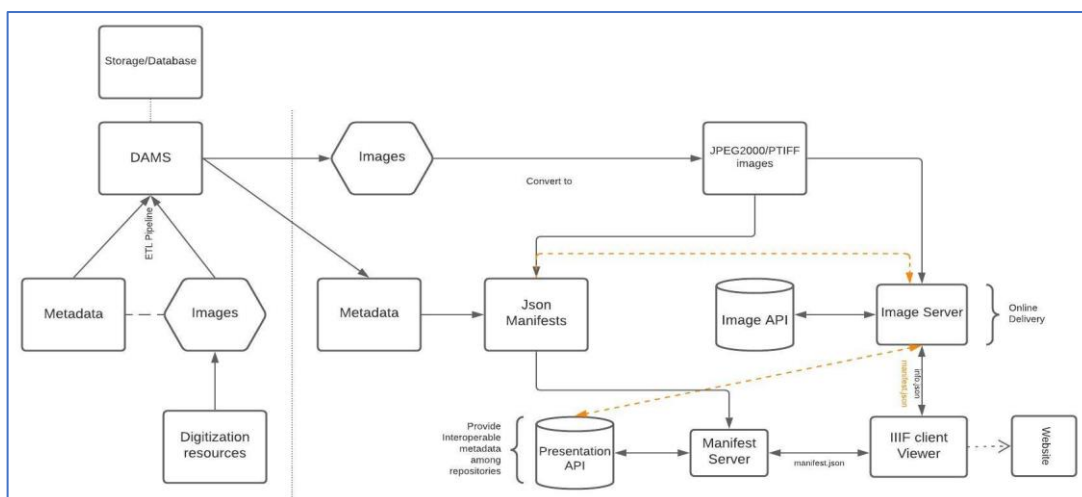 Storage/Database
DAMS
ETL Pipeline
Metadata
Images
Digitization
resources
Images
Convert to
JPEG2000/PTIFF
images
Metadata
Json
Manifests
Image API
Image Server
Online
Delivery
manifest.json
info.json
Provide
Interoperable
metadata
among
repositories
Presentation
API
Manifest
Server
manifest.json
IIIF client
Viewer
Website